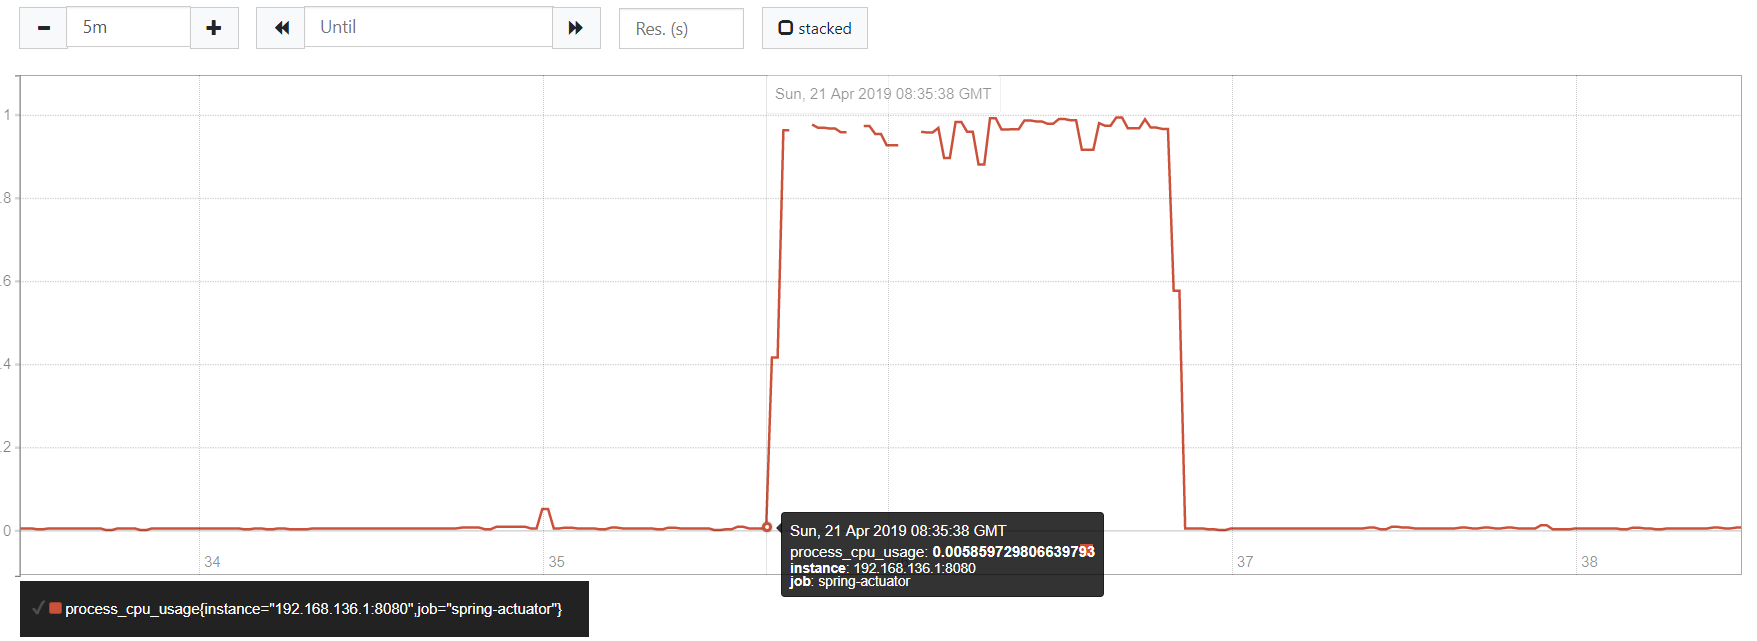 5m
Until
Res. (s)
stacked
Sun, 21 Apr 2019 08:35:38 GMT
1
.8
.6
.4
.2
0
34
35
37
38
Sun, 21 Apr 2019 08:35:38 GMT
process_cpu_usage: 0.005859729806639793
instance: 192.168.136.1:8080
job: spring-actuator
process_cpu_usage{instance="192.168.136.1:8080",job="spring-actuator"}